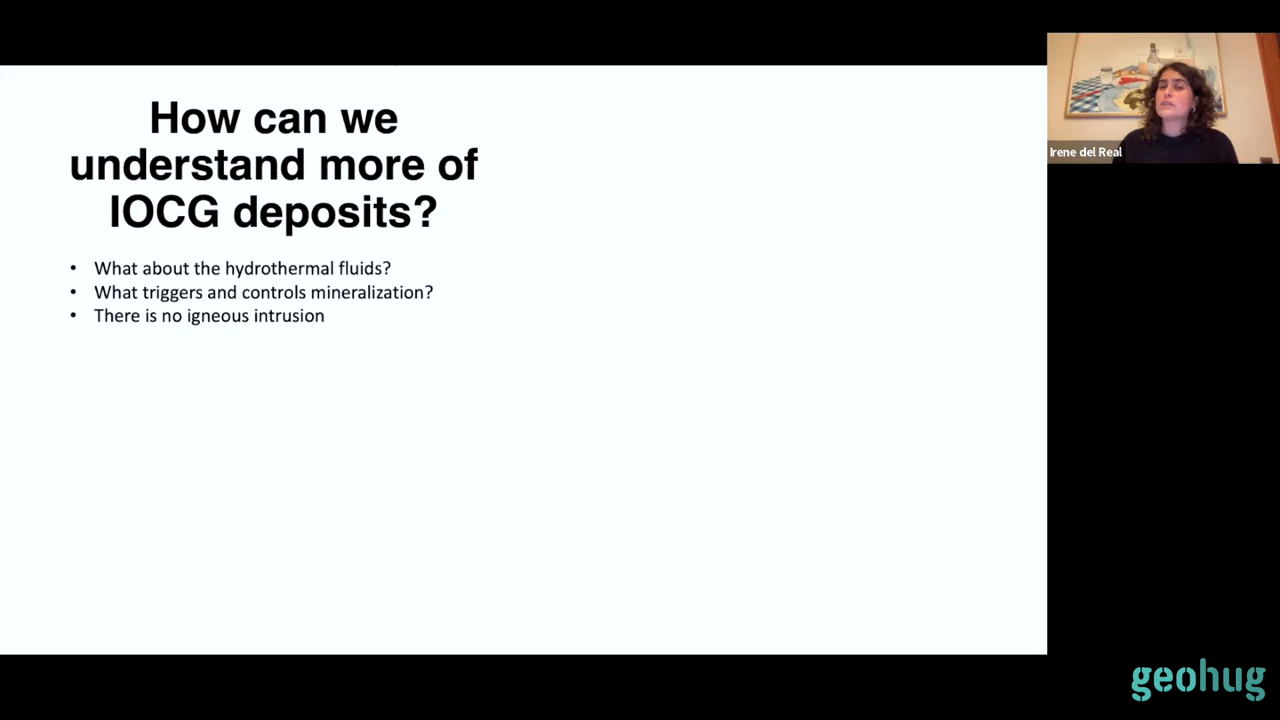 How can we
understand more of
IOCG deposits?
• What about the hydrothermal fluids?
• What triggers and controls mineralization?
• There is no igneous intrusion
Irene del Real
geohug